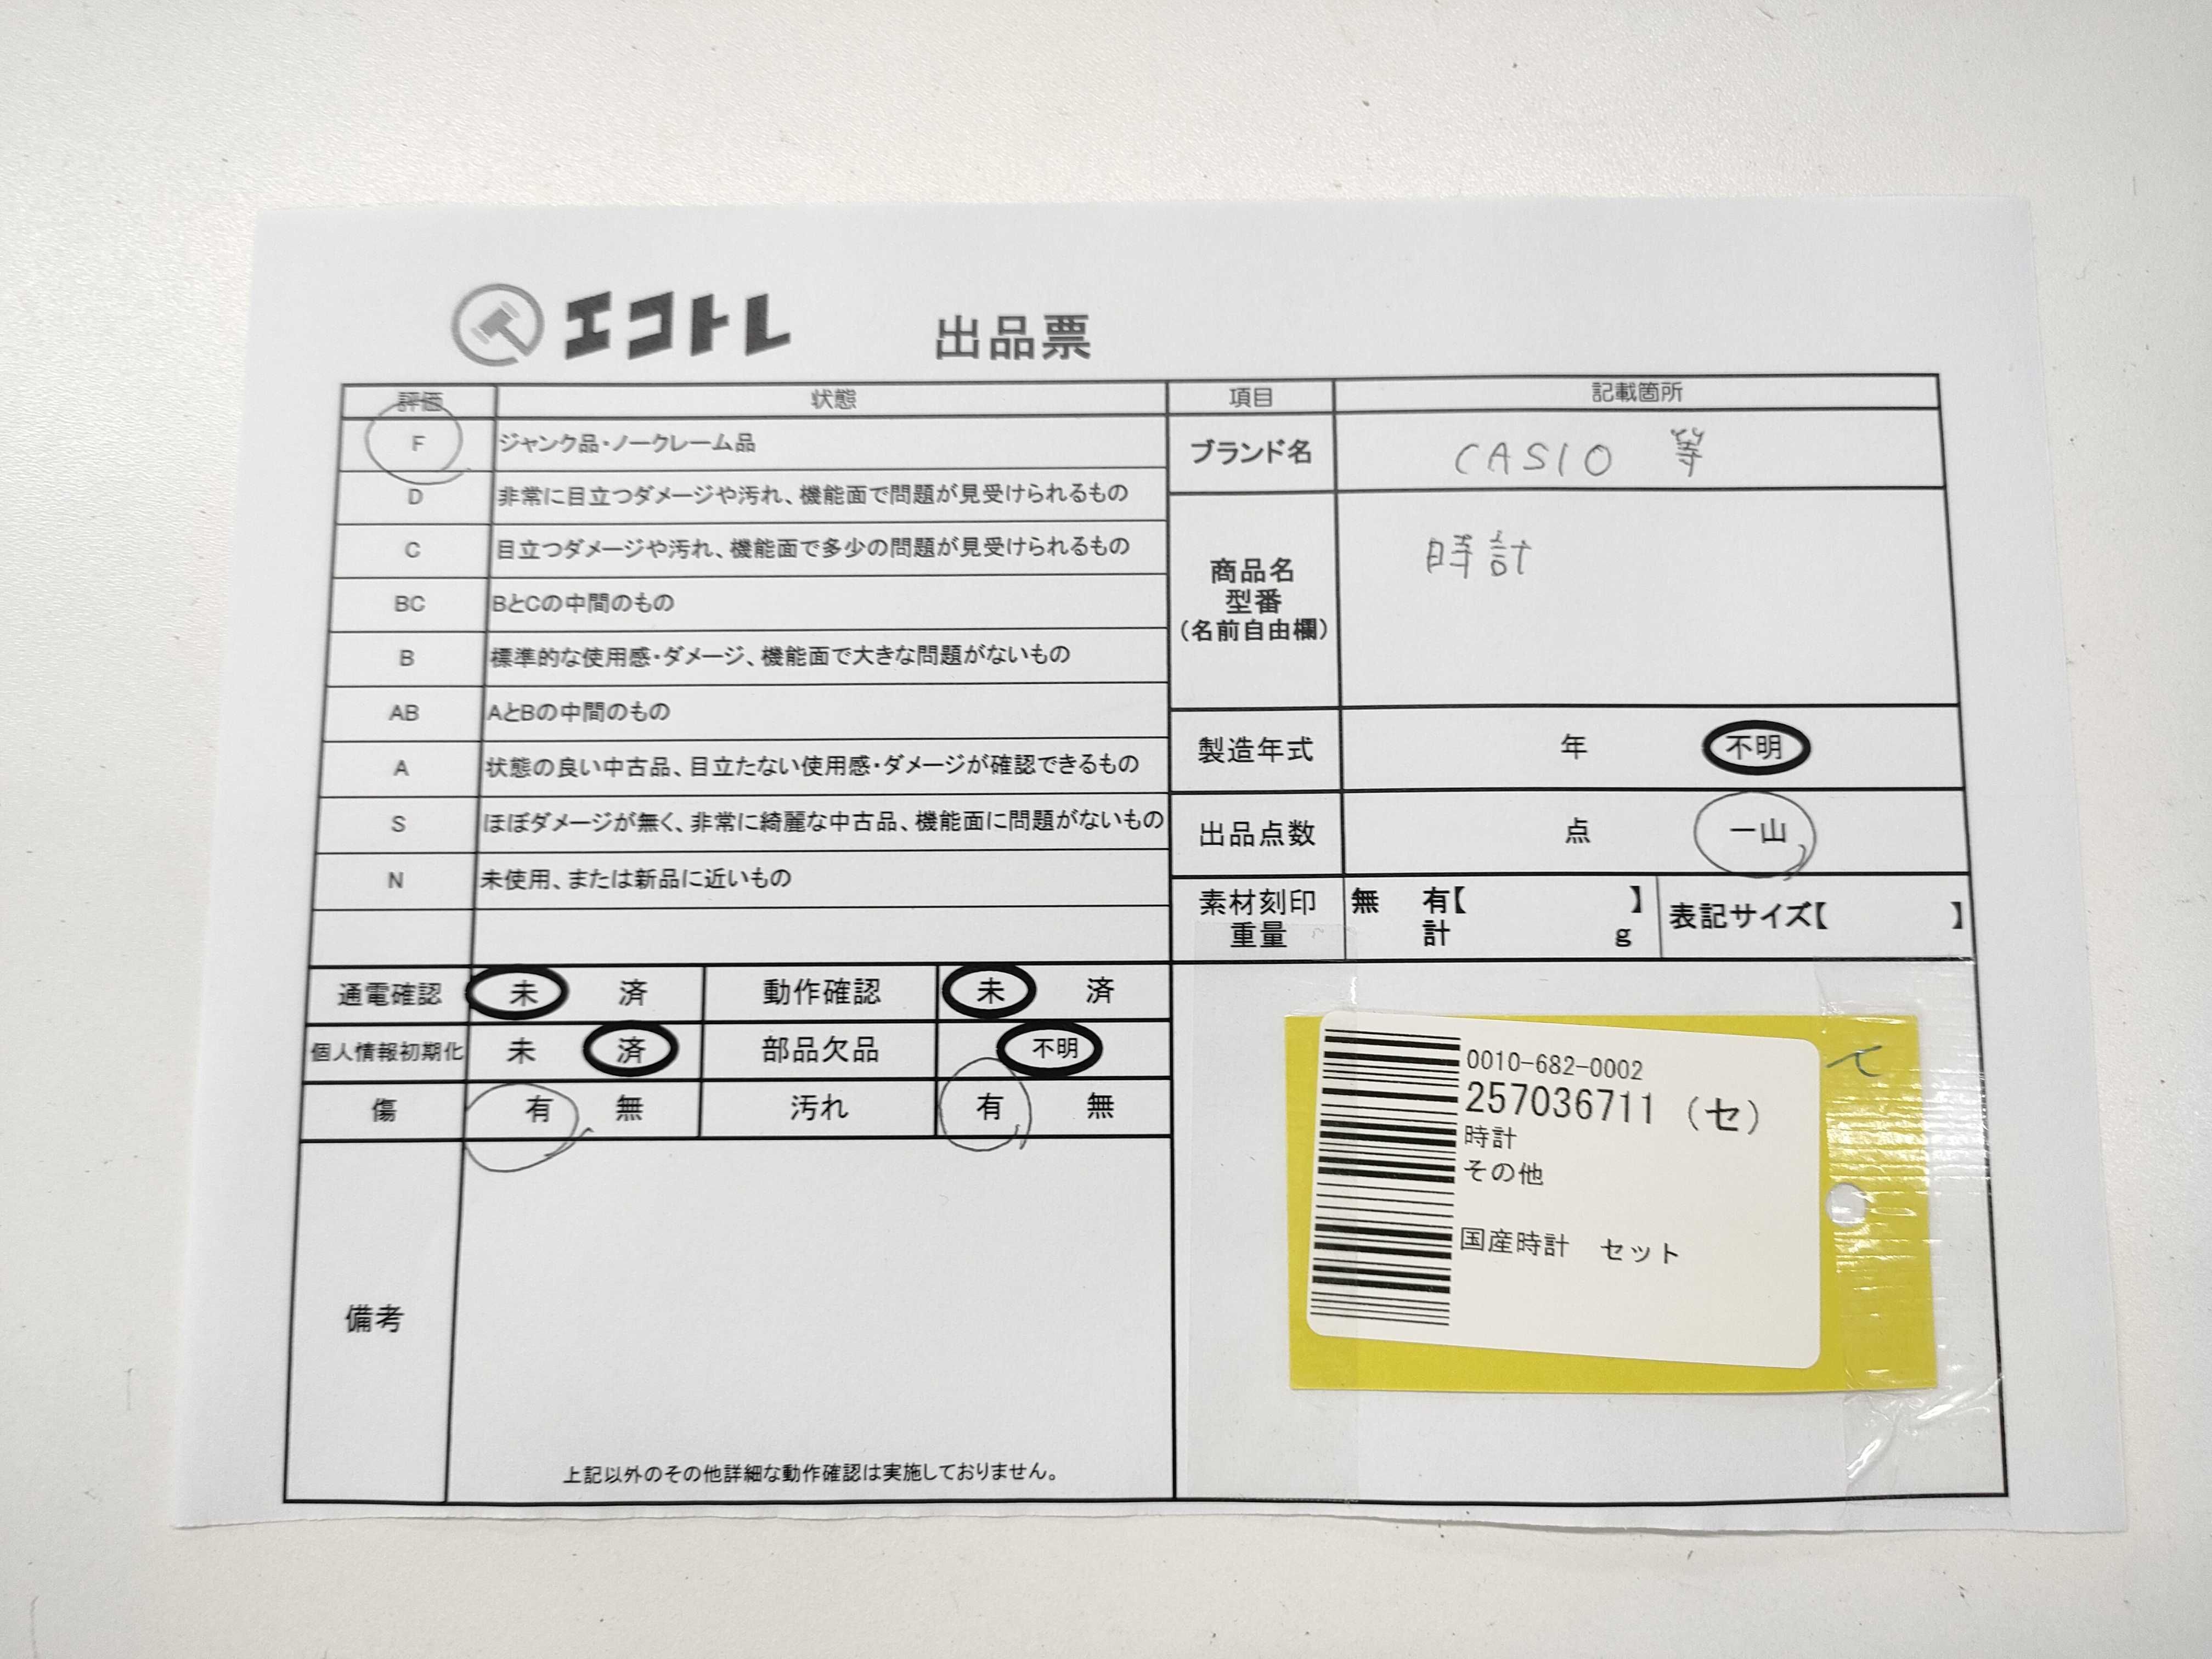 エコトレ 出品票
評価 状態
F ジャンク品・ノークレーム品
D 非常に目立つダメージや汚れ、機能面で問題が見受けられるもの
C 目立つダメージや汚れ、機能面で多少の問題が見受けられるもの
BC BとCの中間のもの
B 標準的な使用感・ダメージ、機能面で大きな問題がないもの
AB AとBの中間のもの
A 状態の良い中古品、目立たない使用感・ダメージが確認できるもの
S ほぼダメージが無く、非常に綺麗な中古品、機能面に問題がないもの
N 未使用、または新品に近いもの
通電確認 未 済 動作確認 未 済
個人情報初期化 未 済 部品欠品 不明
傷 有 無 汚れ 有 無
備考
上記以外のその他詳細な動作確認は実施しておりません。
項目 記載箇所
ブランド名 CASIO 等
商品名
型番
(名前自由欄)
時計
製造年式 年 不明
出品点数 点 一山
素材刻印 無 有【 】
重量 計 g
表記サイズ【 】
0010-682-0002
257036711 (セ)
時計
その他
国産時計 セット